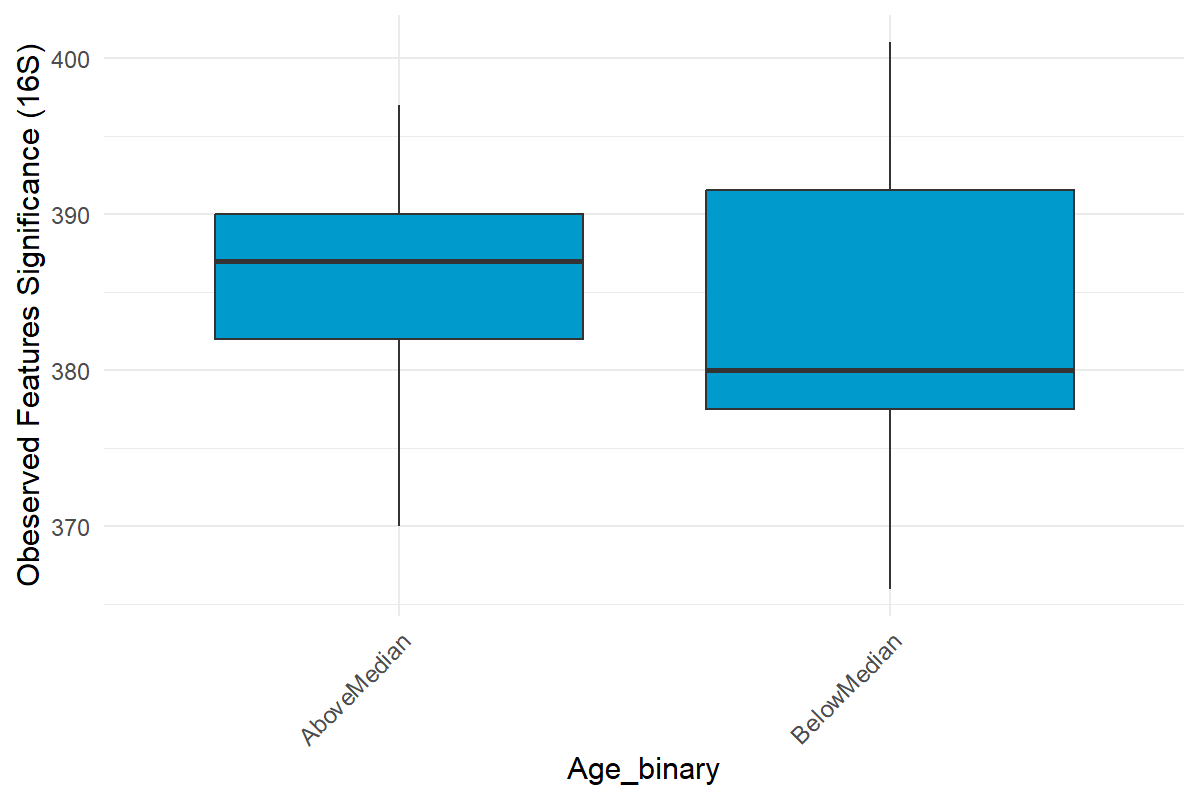 Obeserved Features Significance (16S)
400
390
380
370
AboveMedian
BelowMedian
Age_binary